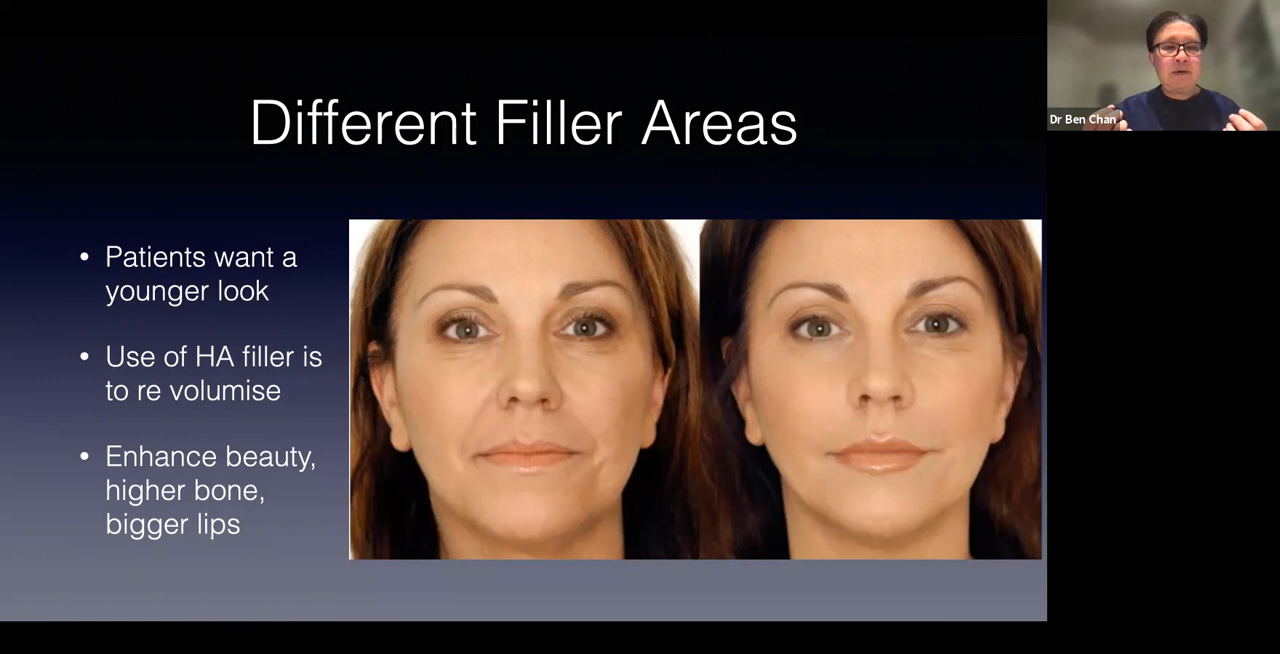 Different Filler Areas
Dr Ben Chan
• Patients want a
younger look
• Use of HA filler is
to re volumise
• Enhance beauty,
higher bone,
bigger lips